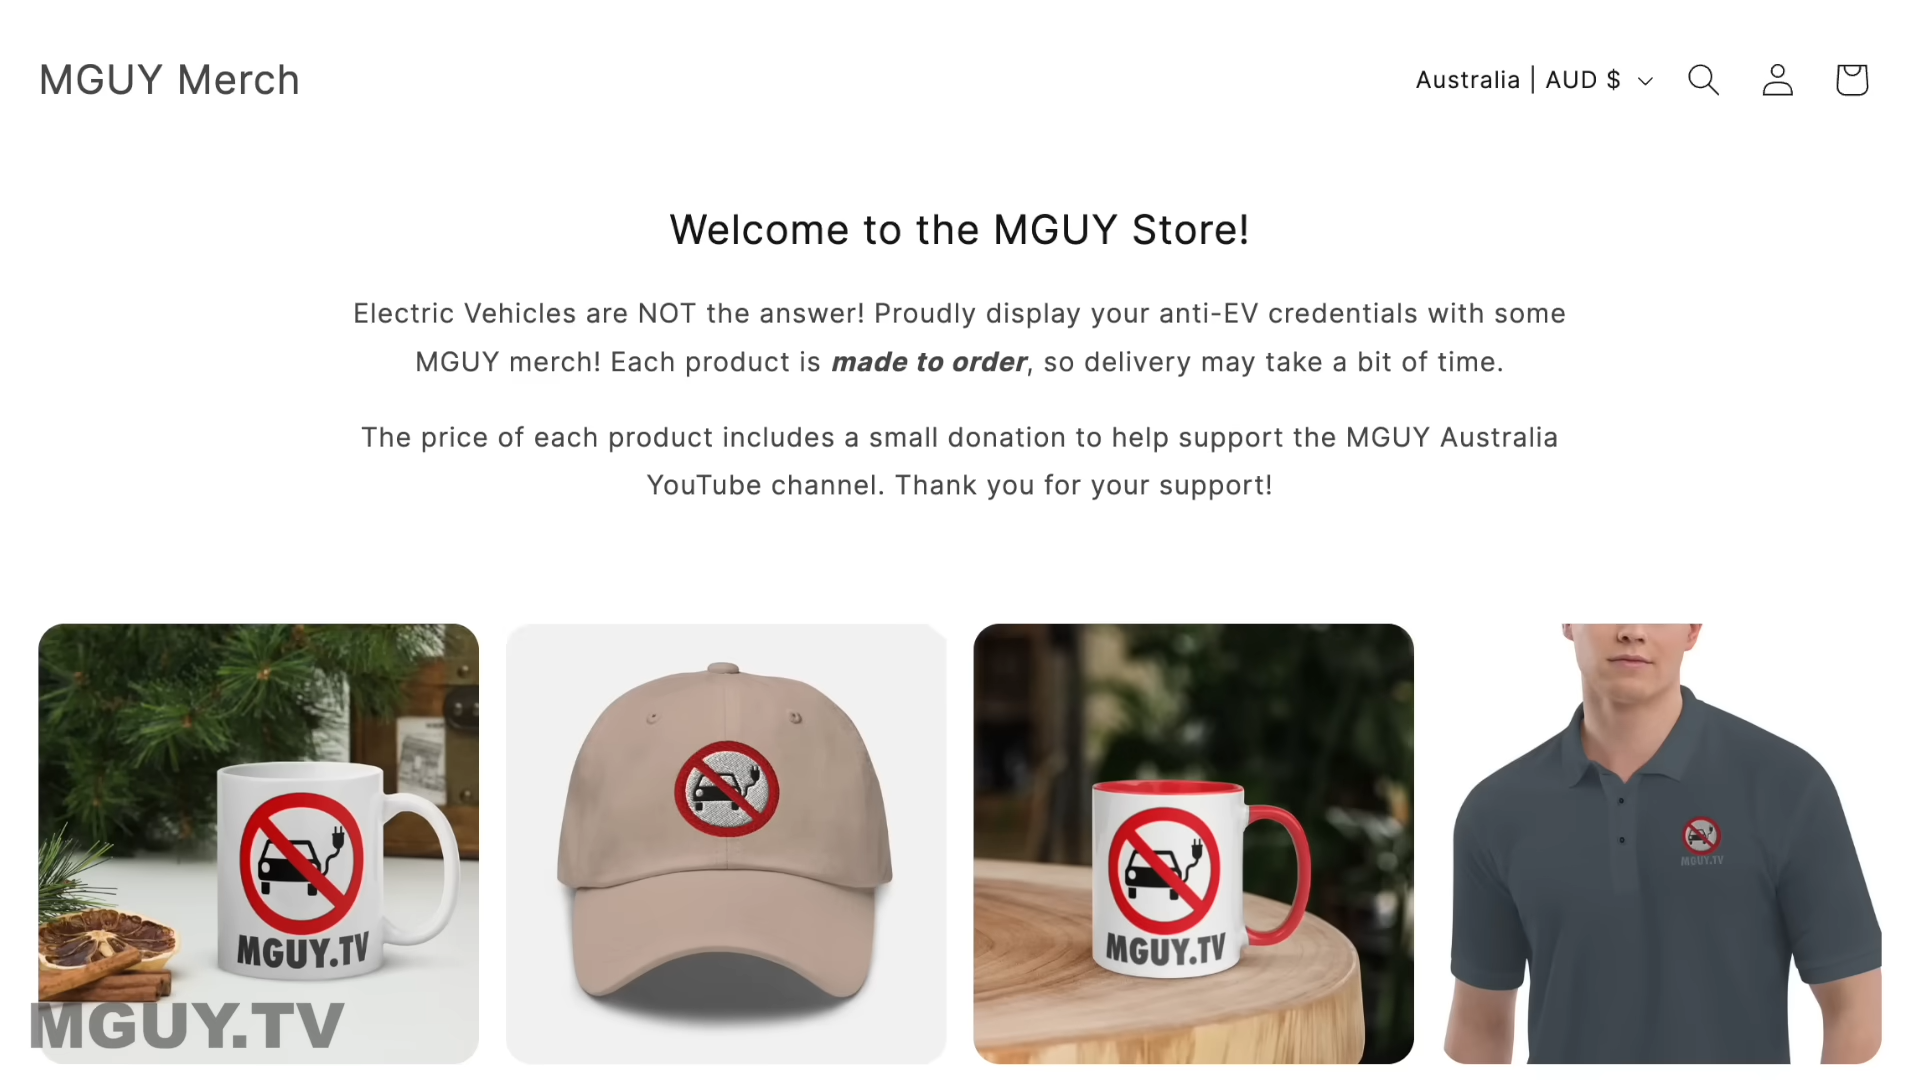 MGUY Merch
Australia | AUD $
Welcome to the MGUY Store!
Electric Vehicles are NOT the answer! Proudly display your anti-EV credentials with some
MGUY merch! Each product is made to order, so delivery may take a bit of time.
The price of each product includes a small donation to help support the MGUY Australia
YouTube channel. Thank you for your support!
MGUY.TV
MGUY.TV
MGUY.TV
MGUY.TV